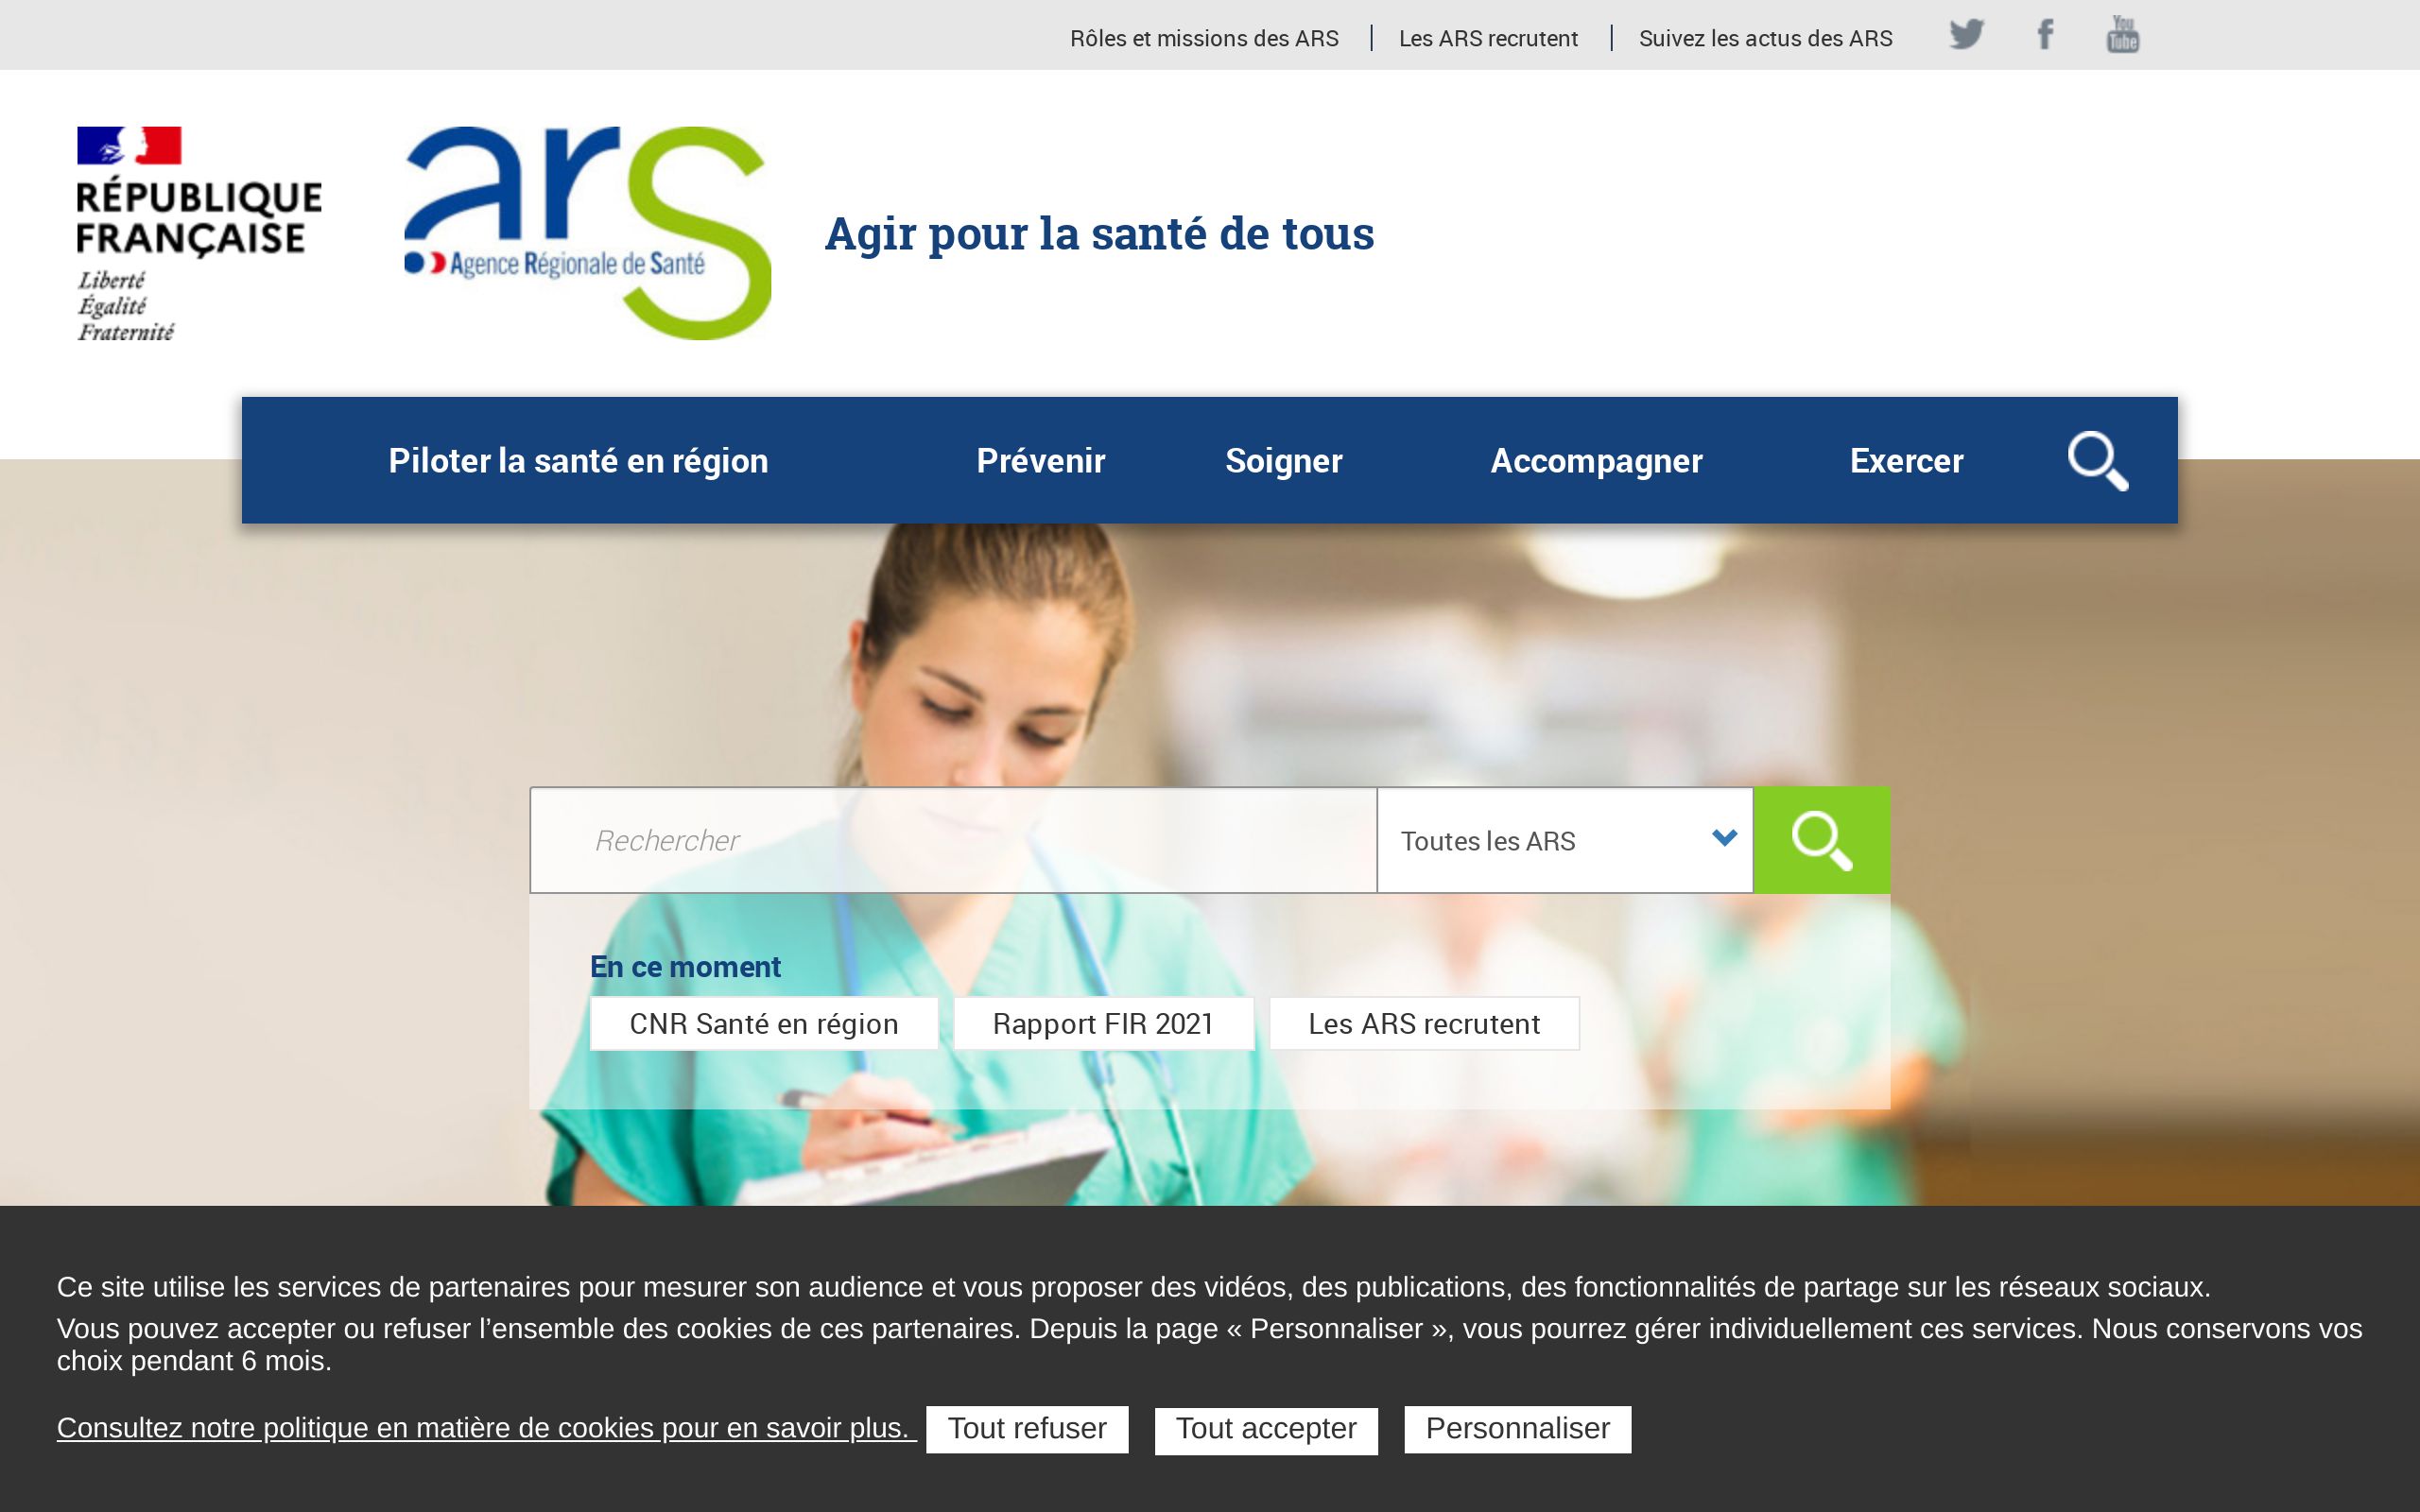 Rôles et missions des ARS
Les ARS recrutent
Suivez les actus des ARS
You
Tube
RÉPUBLIQUE
FRANÇAISE
Liberté
Égalité
Fraternité
ars
Agence Régionale de Santé
Agir pour la santé de tous
Piloter la santé en région
Prévenir
Soigner
Accompagner
Exercer
Rechercher
Toutes les ARS
En ce moment
CNR Santé en région
Rapport FIR 2021
Les ARS recrutent
Ce site utilise les services de partenaires pour mesurer son audience et vous proposer des vidéos, des publications, des fonctionnalités de partage sur les réseaux sociaux.
Vous pouvez accepter ou refuser l’ensemble des cookies de ces partenaires. Depuis la page « Personnaliser », vous pourrez gérer individuellement ces services. Nous conservons vos
choix pendant 6 mois.
Consultez notre politique en matière de cookies pour en savoir plus.
Tout refuser
Tout accepter
Personnaliser